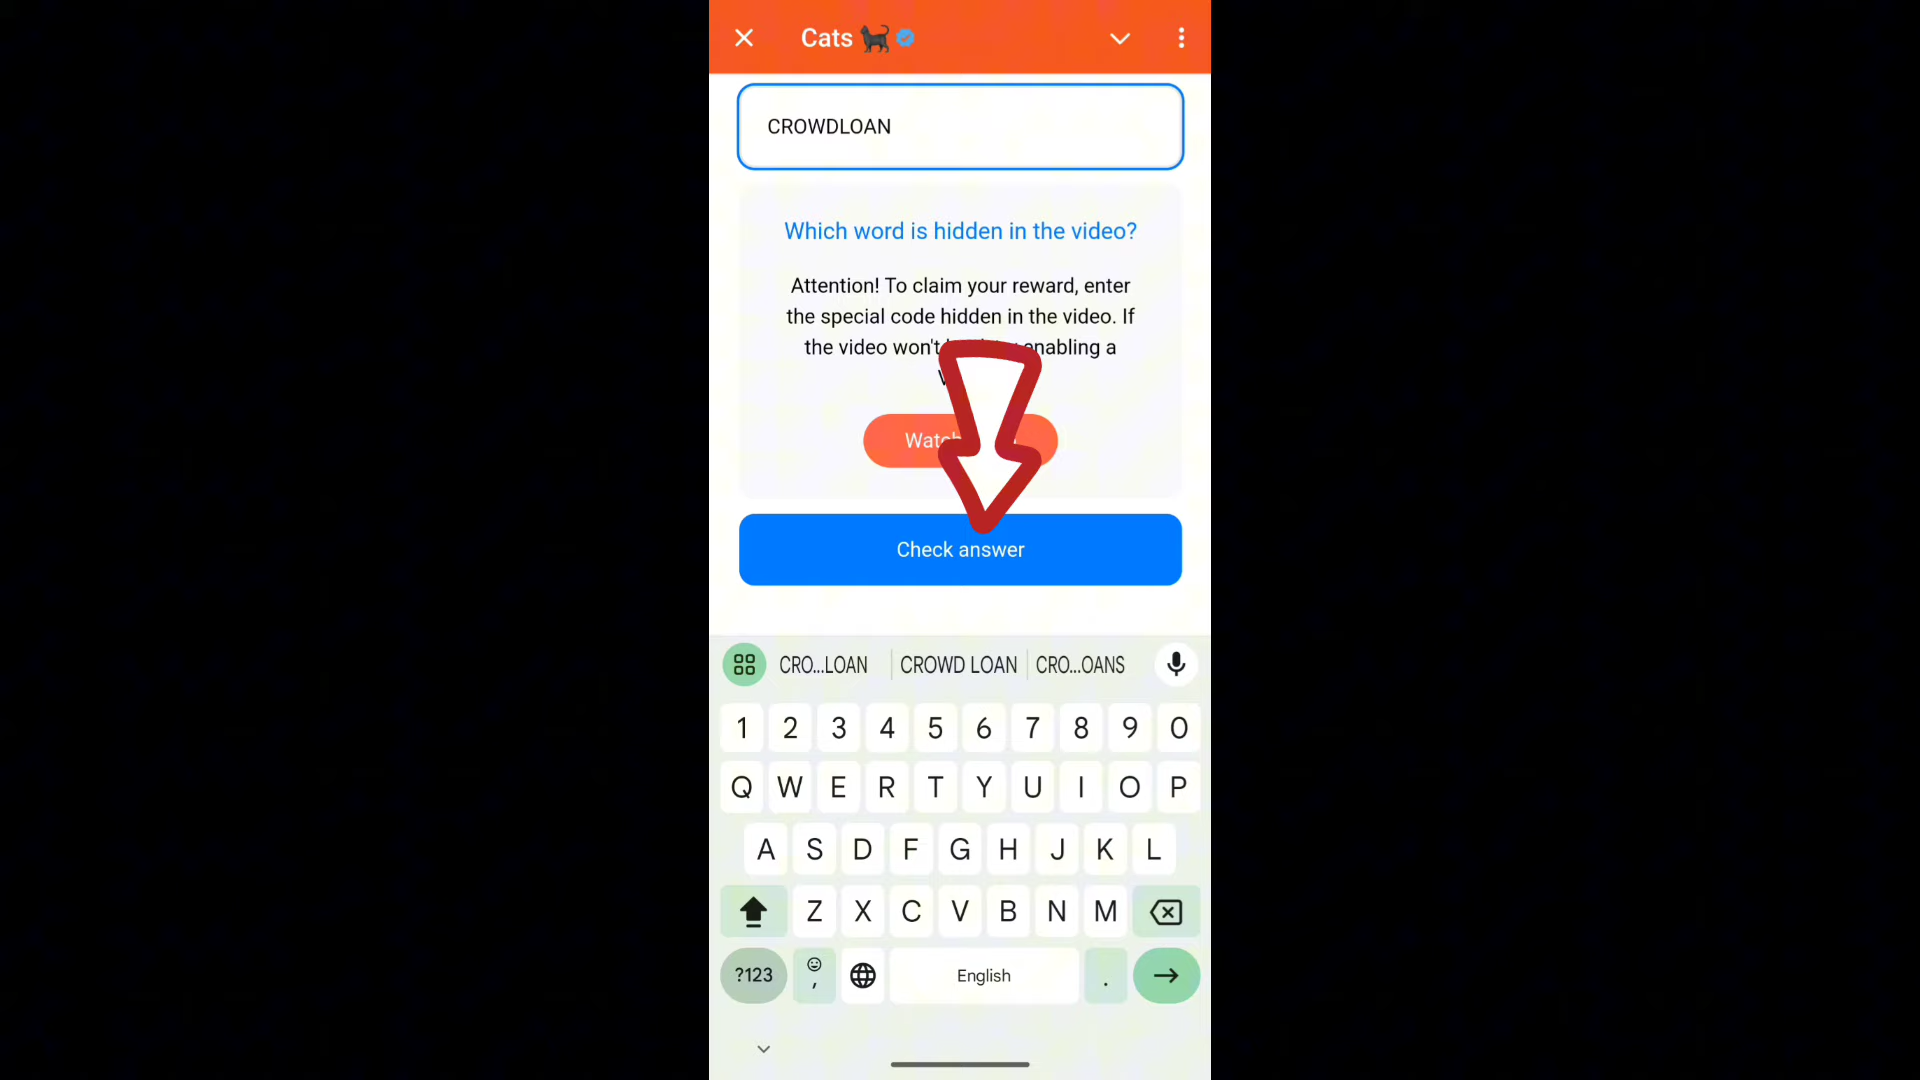 Cats
CROWDLOAN
Which word is hidden in the video?
Attention! To claim your reward, enter
the special code hidden in the video. If
the video won't enabling a
Check answer
CRO...LOAN CROWD LOAN CRO...OANS
1 2 3 4 5 6 7 8 9 0
Q W E R T Y U I O P
A S D F G H J K L
Z X C V B N M
?123 , English .